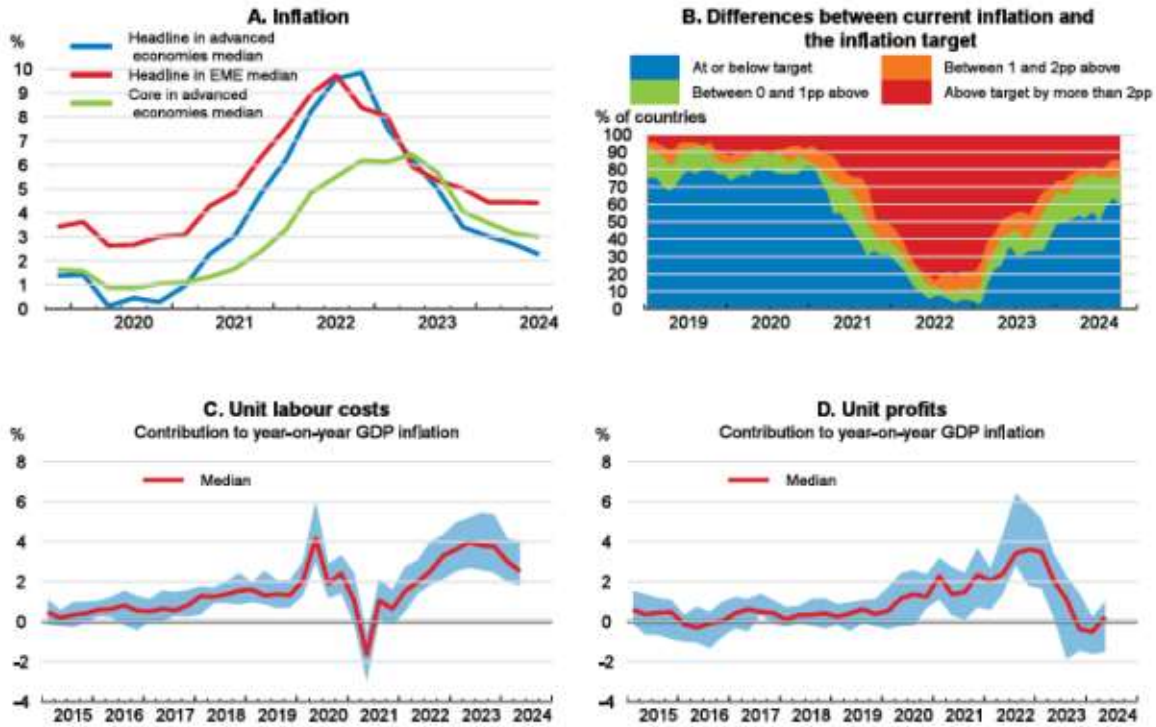 A. Inflation
%
Headline in advanced
economies median
Headline in EME median
Core in advanced
economies median
10
9
8
7
6
5
4
3
2
1
0
2020 2021 2022 2023 2024
B. Differences between current inflation and
the inflation target
At or below target
Between 1 and 2pp above
Between 0 and 1pp above
Above target by more than 2pp
% of countries
100
90
80
70
60
50
40
30
20
10
0
2019 2020 2021 2022 2023 2024
C. Unit labour costs
Contribution to year-on-year GDP inflation
%
Median
8
6
4
2
0
-2
-4
2015 2016 2017 2018 2019 2020 2021 2022 2023 2024
D. Unit profits
Contribution to year-on-year GDP inflation
%
Median
8
6
4
2
0
-2
-4
2015 2016 2017 2018 2019 2020 2021 2022 2023 2024